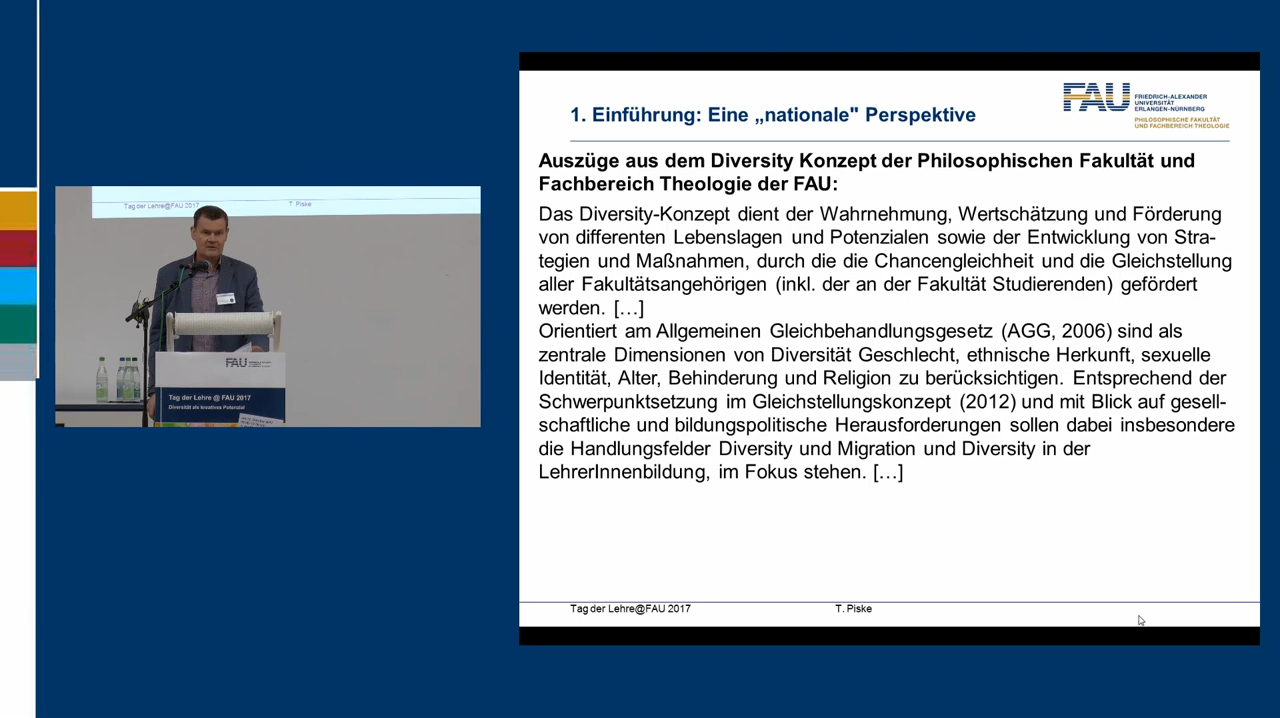 1. Einführung: Eine „nationale" Perspektive
FAU
FRIEDRICH-ALEXANDER
UNIVERSITÄT
ERLANGEN-NÜRNBERG
PHILOSOPHISCHE FAKULTÄT
UND FACHBEREICH THEOLOGIE
Auszüge aus dem Diversity Konzept der Philosophischen Fakultät und
Fachbereich Theologie der FAU:
Das Diversity-Konzept dient der Wahrnehmung, Wertschätzung und Förderung
von differenten Lebenslagen und Potenzialen sowie der Entwicklung von Stra-
tegien und Maßnahmen, durch die die Chancengleichheit und die Gleichstellung
aller Fakultätsangehörigen (inkl. der an der Fakultät Studierenden) gefördert
werden. […]
Orientiert am Allgemeinen Gleichbehandlungsgesetz (AGG, 2006) sind als
zentrale Dimensionen von Diversität Geschlecht, ethnische Herkunft, sexuelle
Identität, Alter, Behinderung und Religion zu berücksichtigen. Entsprechend der
Schwerpunktsetzung im Gleichstellungskonzept (2012) und mit Blick auf gesell-
schaftliche und bildungspolitische Herausforderungen sollen dabei insbesondere
die Handlungsfelder Diversity und Migration und Diversity in der
LehrerInnenbildung, im Fokus stehen. […]
Tag der Lehre@FAU 2017
T. Piske
Tag der Lehre@FAU 2017
T. Piske
FAU
Tag der Lehre @ FAU 2017
Diversität als kreatives Potenzial